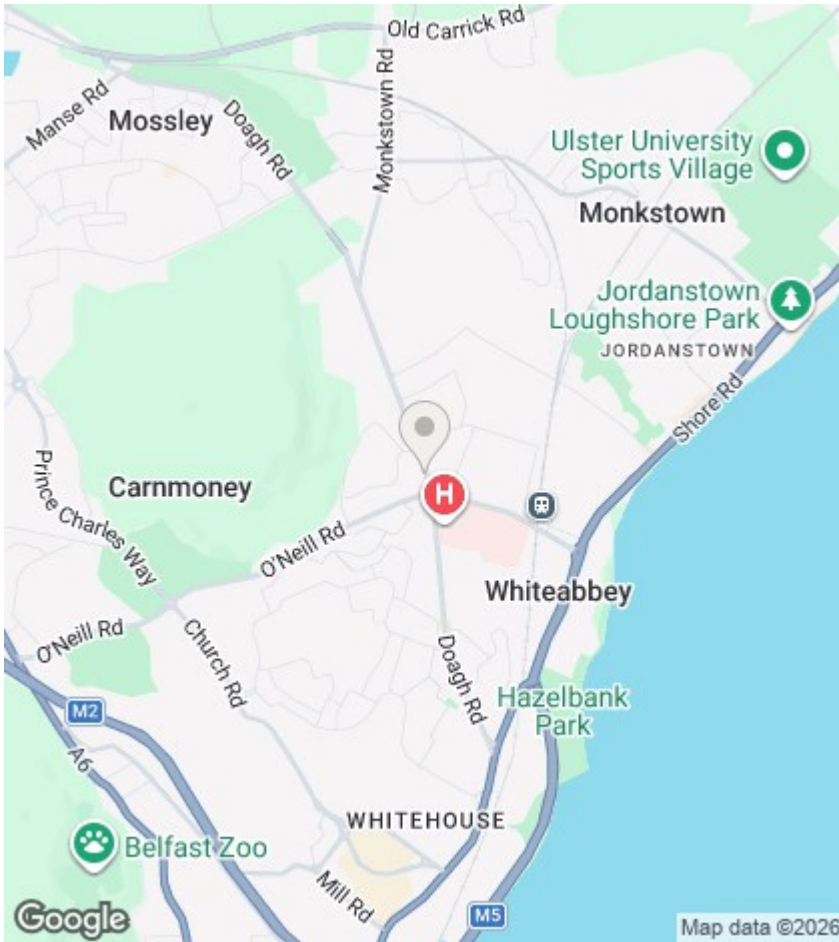 Old Carrick Rd
Manse Rd
Mossley
Doagh Rd
Monkstown Rd
Ulster University
Sports Village
Monkstown
Jordanstown
Loughshore Park
JORDANSTOWN
Shore Rd
Prince Charles Way
Carnmoney
H
O'Neill Rd
Whiteabbey
O'Neill Rd
Church Rd
Doagh Rd
Hazelbank
Park
M2
A6
WHITEHOUSE
Belfast Zoo
Mill Rd
M5
Google
Map data ©2026